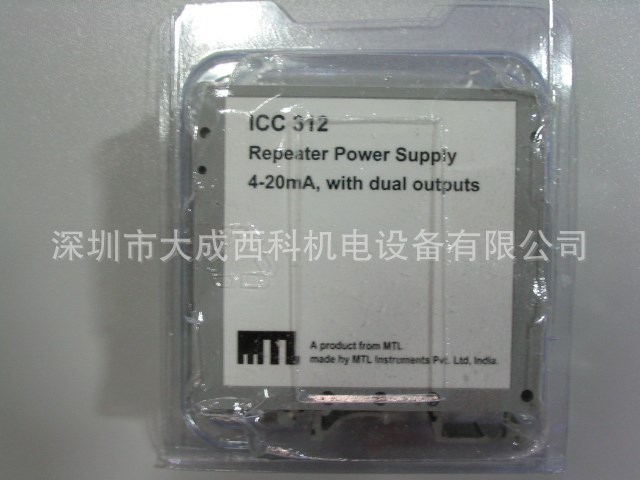 ICC 312
Repeater Power Supply
4-20mA, with dual outputs
深圳市大成西科机电设备有限公司
MTL
A product from MTL
made by MTL Instruments Pvt. Ltd, India.